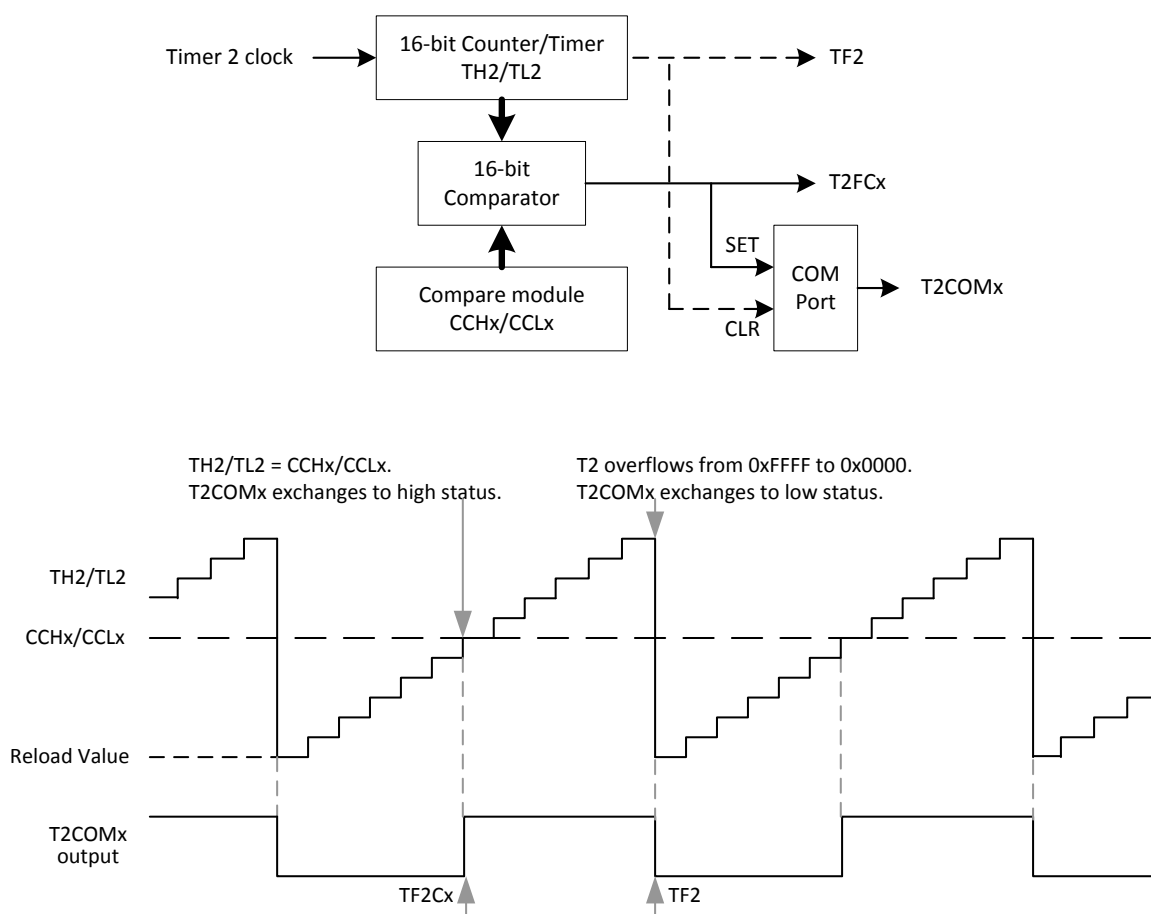 Timer 2 clock
16-bit Counter/Timer
TH2/TL2
TF2
16-bit
Comparator
T2FCx
SET
COM
Port
T2COMx
Compare module
CCHx/CCLx
CLR
TH2/TL2 = CCHx/CCLx.
T2COMx exchanges to high status.
T2 overflows from 0xFFFF to 0x0000.
T2COMx exchanges to low status.
TH2/TL2
CCHx/CCLx
Reload Value
T2COMx
output
TF2Cx
TF2